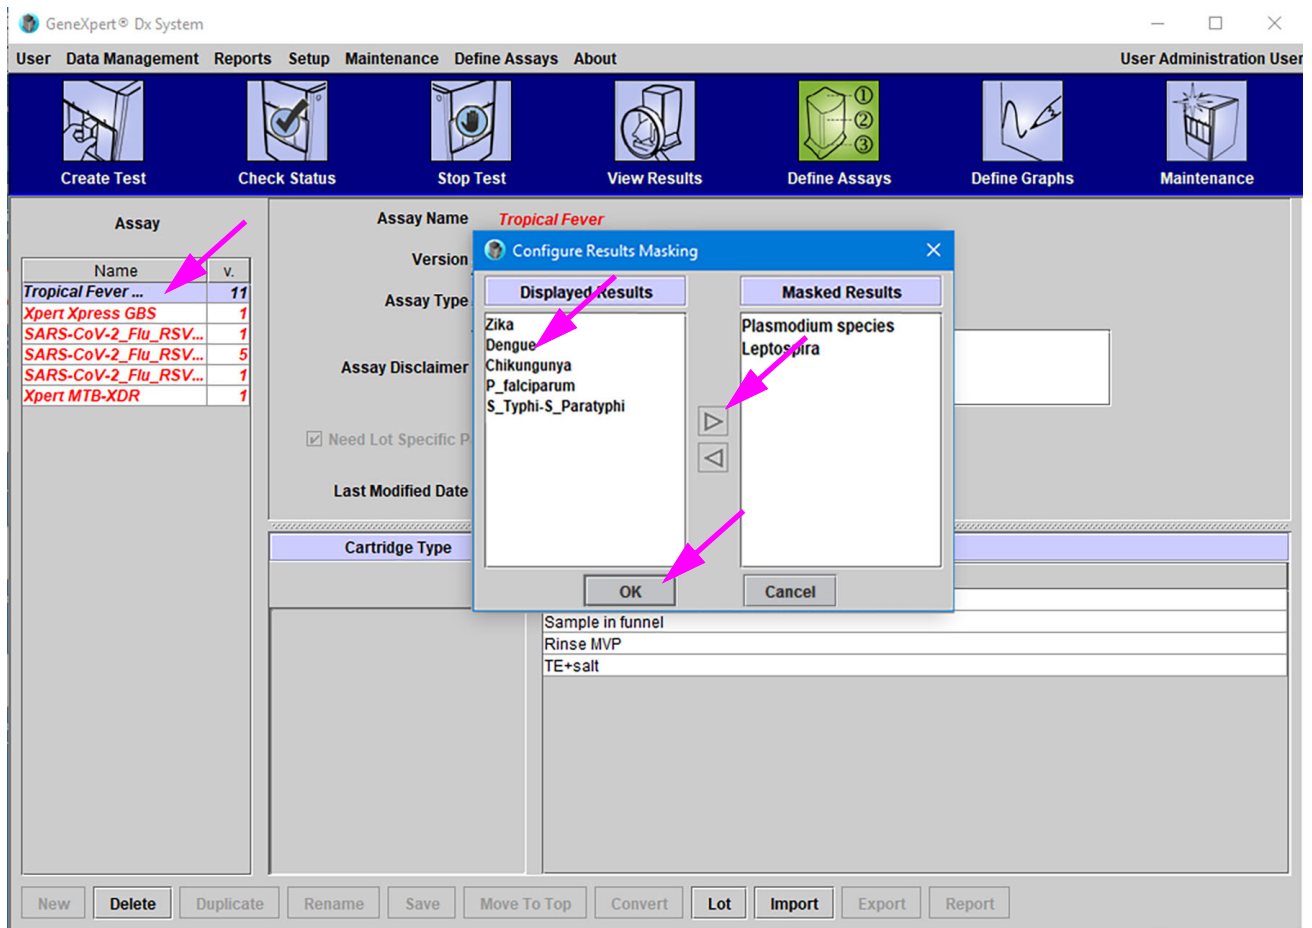 GeneXpert® Dx System
User Data Management Reports Setup Maintenance Define Assays About User Administration User
① ② ③
Create Test Check Status Stop Test View Results Define Assays Define Graphs Maintenance
Assay
Name v.
Tropical Fever ... 11
Xpert Xpress GBS 1
SARS-CoV-2_Flu_RSV... 1
SARS-CoV-2_Flu_RSV... 5
SARS-CoV-2_Flu_RSV... 1
Xpert MTB-XDR 1
Assay Name Tropical Fever
Version
Assay Type
Assay Disclaimer
Need Lot Specific P
Last Modified Date
Configure Results Masking
Displayed Results Masked Results
Zika
Dengue
Chikungunya
P_falciparum
S_Typhi-S_Paratyphi
Plasmodium species
Leptospira
OK Cancel
Cartridge Type
Sample in funnel
Rinse MVP
TE+salt
New Delete Duplicate Rename Save Move To Top Convert Lot Import Export Report